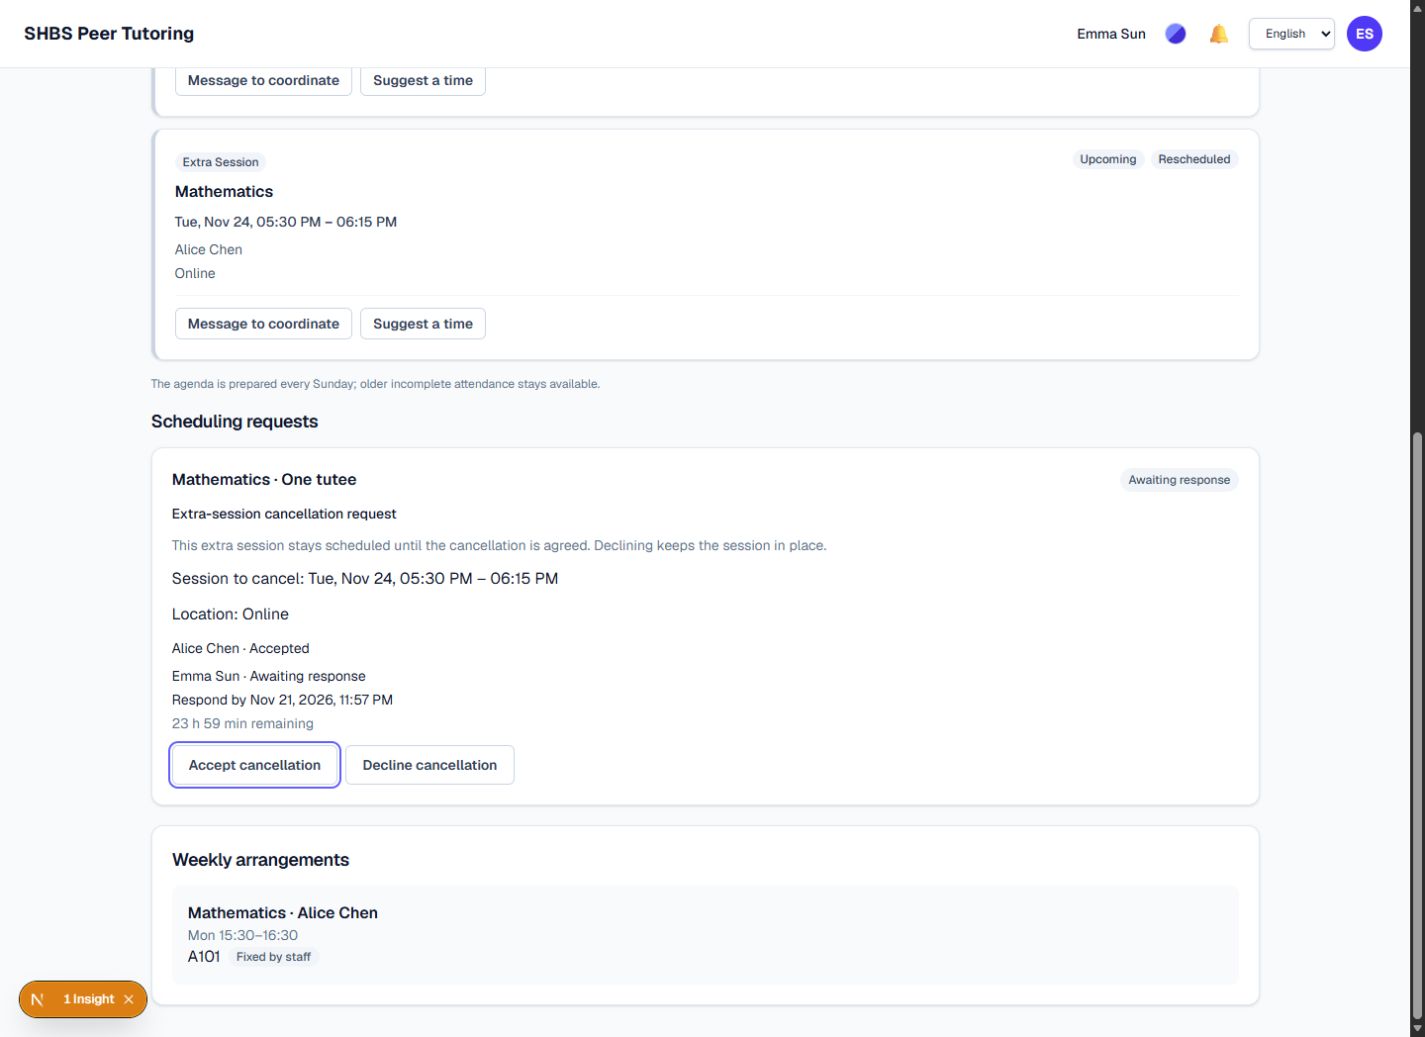 SHBS Peer Tutoring
Emma Sun
English
ES
Message to coordinate
Suggest a time
Extra Session
Upcoming
Rescheduled
Mathematics
Tue, Nov 24, 05:30 PM – 06:15 PM
Alice Chen
Online
Message to coordinate
Suggest a time
The agenda is prepared every Sunday; older incomplete attendance stays available.
Scheduling requests
Mathematics · One tutee
Awaiting response
Extra-session cancellation request
This extra session stays scheduled until the cancellation is agreed. Declining keeps the session in place.
Session to cancel: Tue, Nov 24, 05:30 PM – 06:15 PM
Location: Online
Alice Chen · Accepted
Emma Sun · Awaiting response
Respond by Nov 21, 2026, 11:57 PM
23 h 59 min remaining
Accept cancellation
Decline cancellation
Weekly arrangements
Mathematics · Alice Chen
Mon 15:30–16:30
A101 Fixed by staff
N 1 Insight